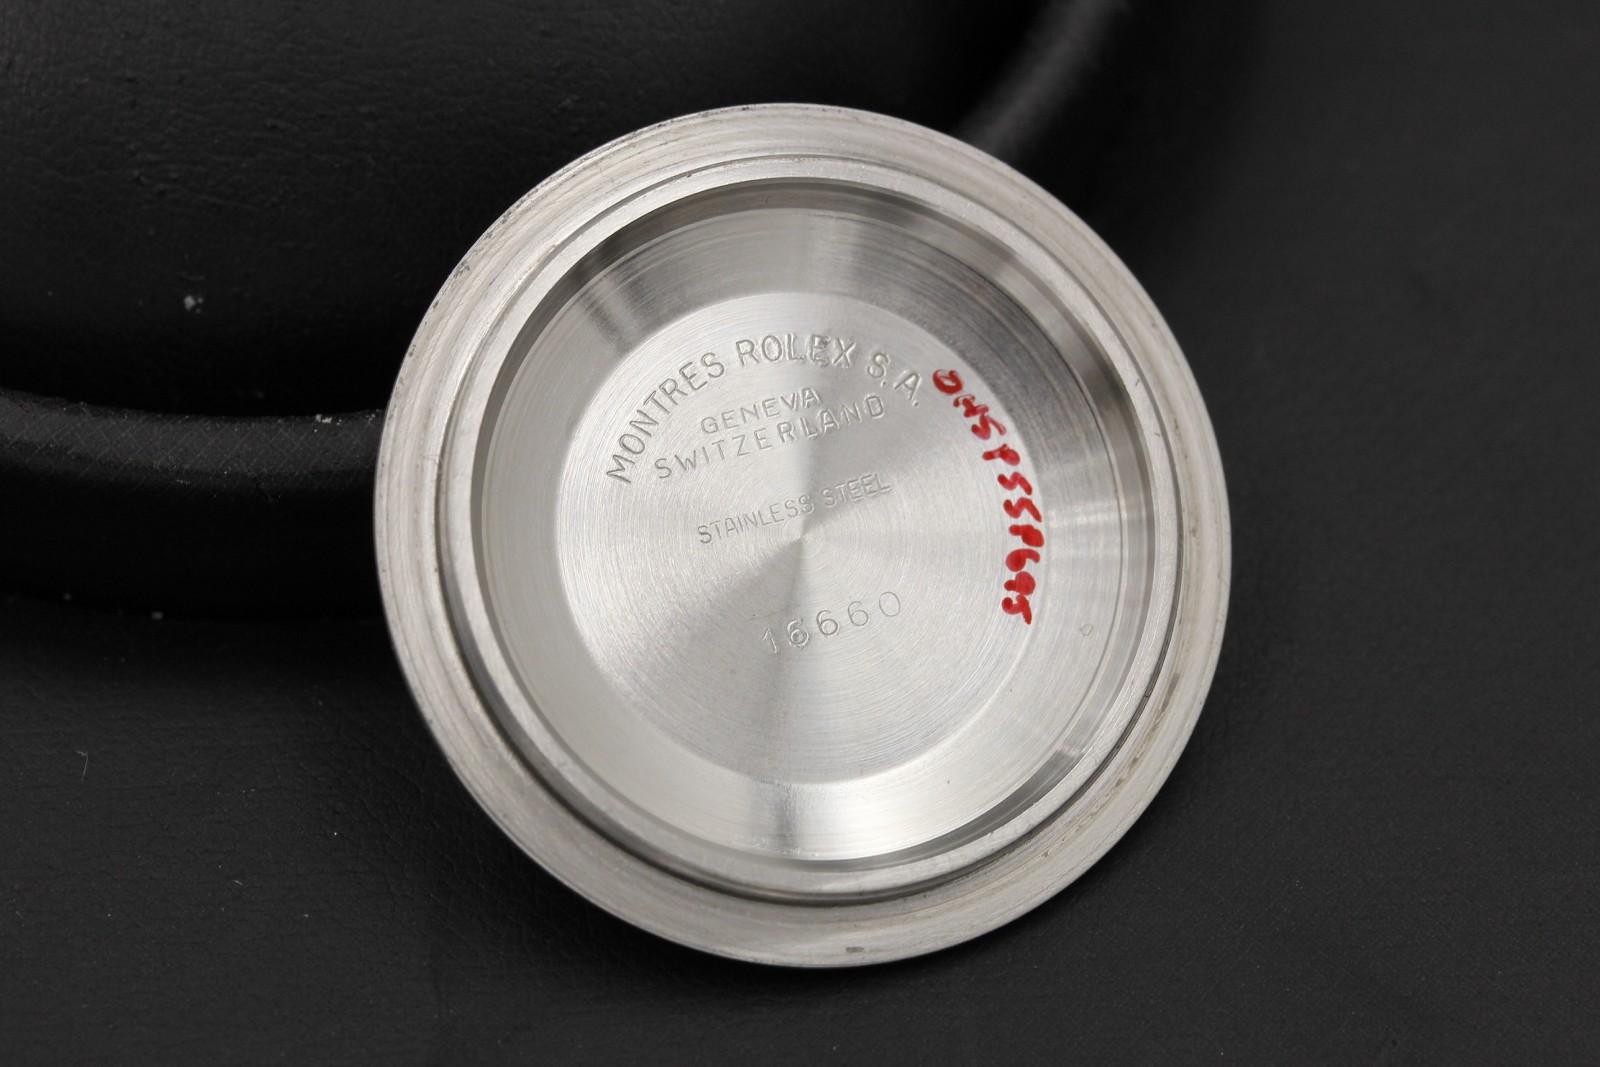 MONTRES ROLEX S.A.
GENEVA
SWITZERLAND
STAINLESS STEEL
16660